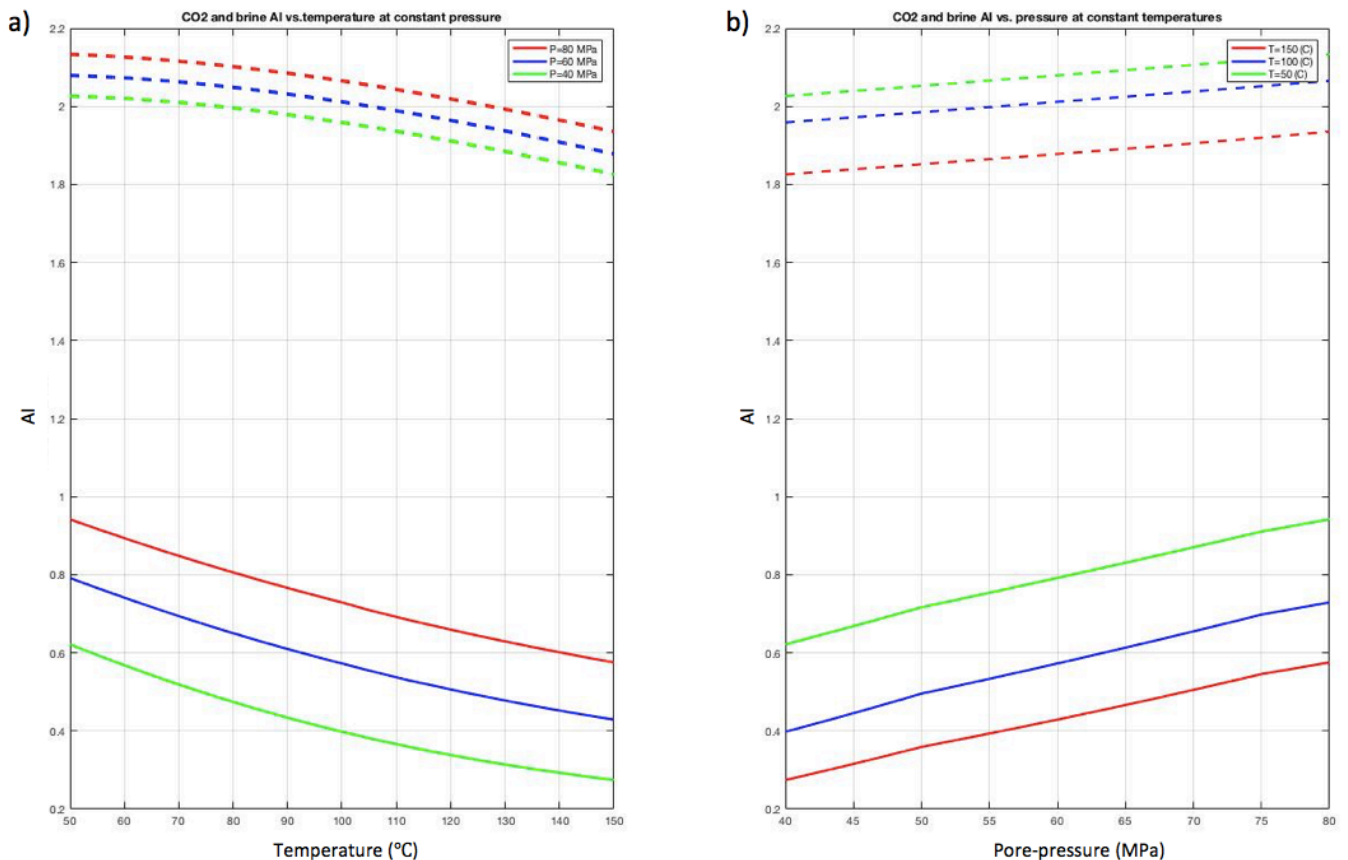 a)
CO2 and brine AI vs.temperature at constant pressure
2.2
2
1.8
1.6
1.4
1.2
1
0.8
0.6
0.4
0.2
AI
P=80 MPa
P=60 MPa
P=40 MPa
50 60 70 80 90 100 110 120 130 140 150
Temperature (°C)
b)
CO2 and brine AI vs. pressure at constant temperatures
2.2
2
1.8
1.6
1.4
1.2
1
0.8
0.6
0.4
0.2
AI
T=150 (C)
T=100 (C)
T=50 (C)
40 45 50 55 60 65 70 75 80
Pore-pressure (MPa)